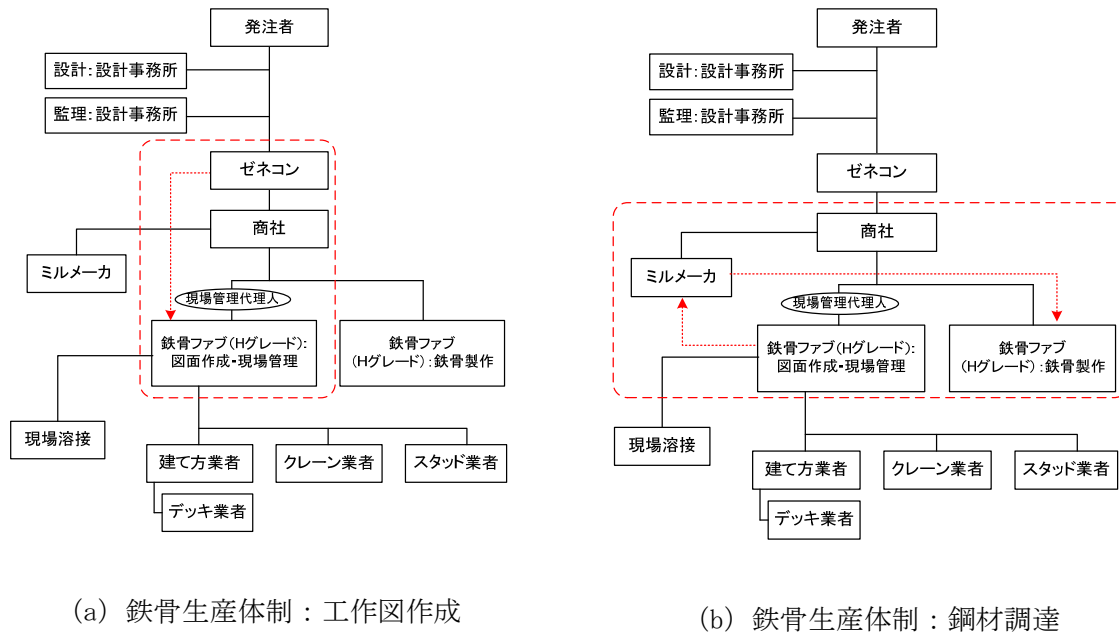 発注者
設計:設計事務所
監理:設計事務所
ゼネコン
商社
ミルメーカ
現場管理代理人
鉄骨ファブ(Hグレード):
図面作成・現場管理
鉄骨ファブ
(Hグレード):鉄骨製作
現場溶接
建て方業者
クレーン業者
スタッド業者
デッキ業者
(a) 鉄骨生産体制:工作図作成
発注者
設計:設計事務所
監理:設計事務所
ゼネコン
商社
ミルメーカ
現場管理代理人
鉄骨ファブ(Hグレード):
図面作成・現場管理
鉄骨ファブ
(Hグレード):鉄骨製作
現場溶接
建て方業者
クレーン業者
スタッド業者
デッキ業者
(b) 鉄骨生産体制:鋼材調達